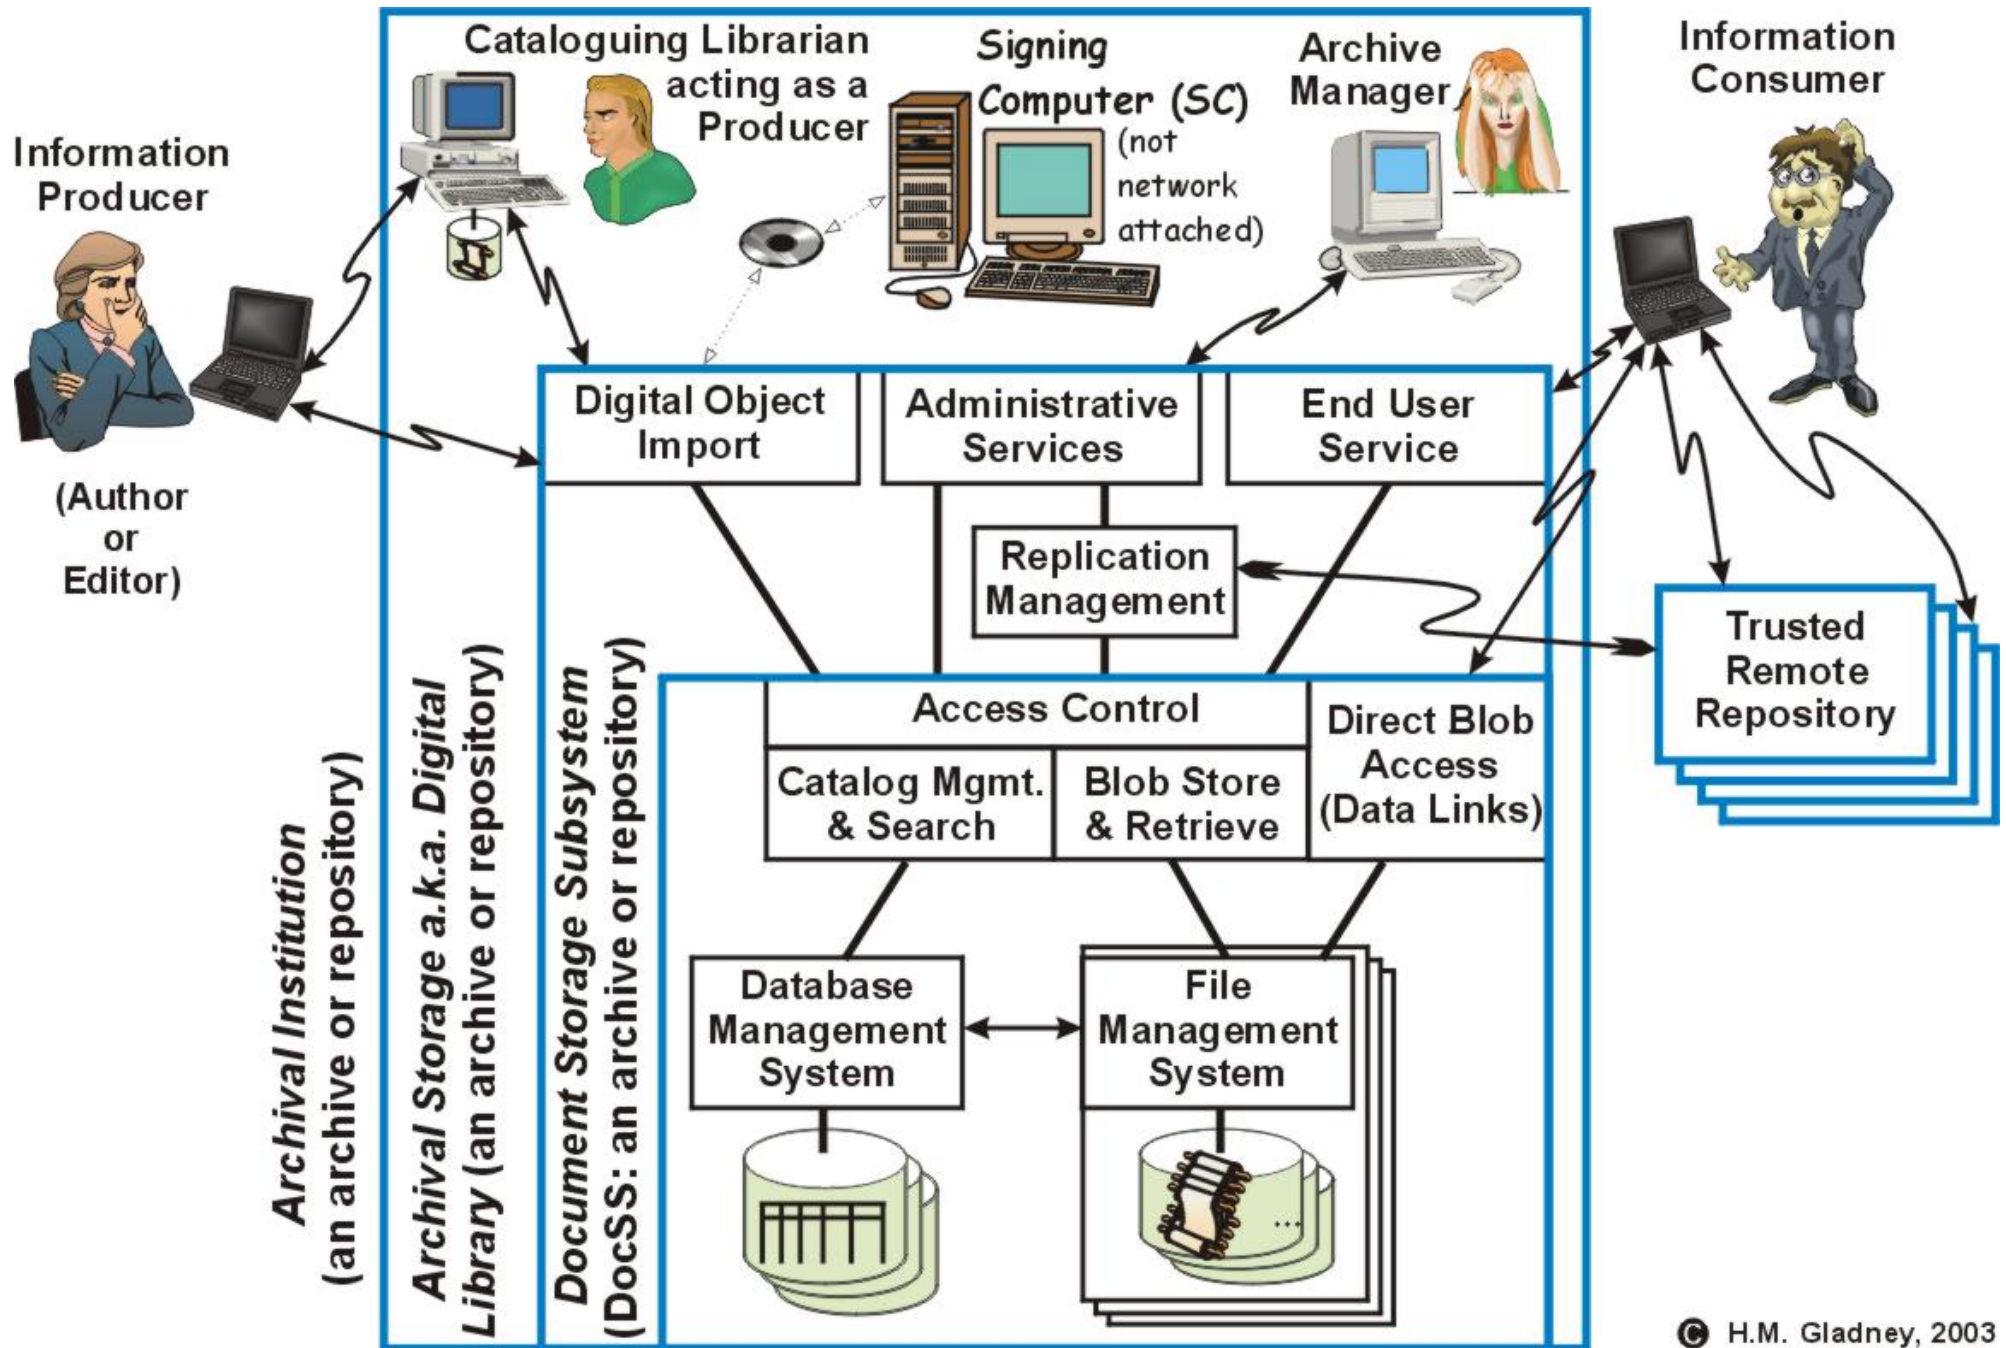 Cataloguing Librarian
acting as a
Producer
Signing
Computer (SC)
(not
network
attached)
Archive
Manager
Information
Consumer
Information
Producer
(Author
or
Editor)
Digital Object
Import
Administrative
Services
End User
Service
Replication
Management
Trusted
Remote
Repository
Access Control
Catalog Mgmt.
& Search
Blob Store
& Retrieve
Direct Blob
Access
(Data Links)
Database
Management
System
File
Management
System
...
Archival Institution
(an archive or repository)
Archival Storage a.k.a. Digital
Library (an archive or repository)
Document Storage Subsystem
(DocSS: an archive or repository)
© H.M. Gladney, 2003